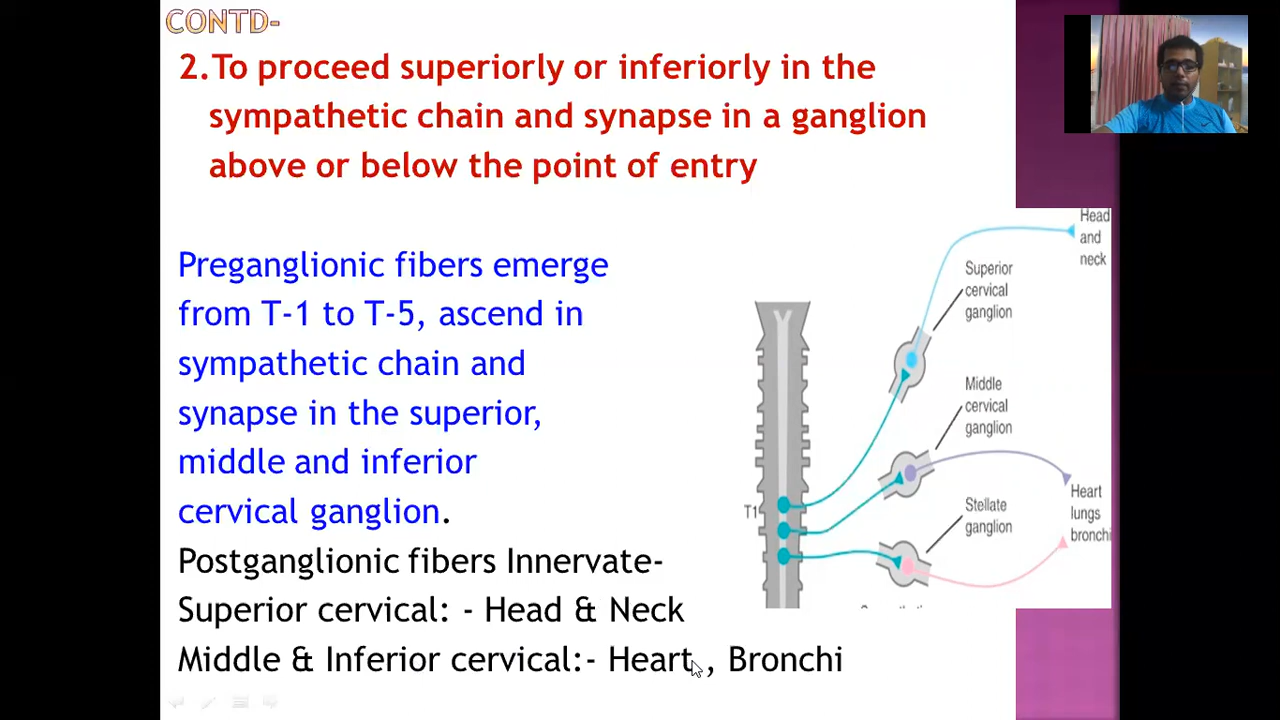 CONTD-
2.To proceed superiorly or inferiorly in the
sympathetic chain and synapse in a ganglion
above or below the point of entry
Preganglionic fibers emerge
from T-1 to T-5, ascend in
sympathetic chain and
synapse in the superior,
middle and inferior
cervical ganglion.
Postganglionic fibers Innervate-
Superior cervical: - Head & Neck
Middle & Inferior cervical:- Heart , Bronchi
Head
and
neck
Superior
cervical
ganglion
Middle
cervical
ganglion
T1
Stellate
ganglion
Heart
lungs
bronchi